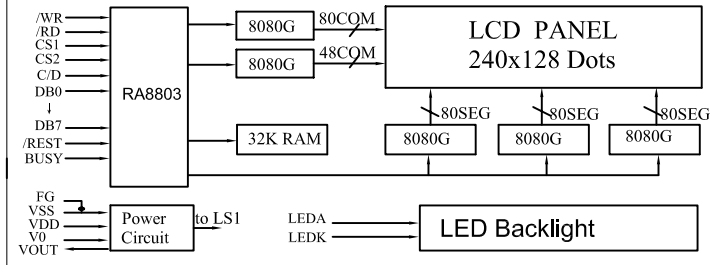 /WR
/RD
CS1
CS2
C/D
DB0
DB7
/REST
BUSY
RA8803
8080G
80COM
8080G
48COM
LCD PANEL
240x128 Dots
32K RAM
80SEG
80SEG
80SEG
8080G
8080G
8080G
FG
VSS
VDD
V0
VOUT
Power
Circuit
to LS1
LEDA
LEDK
LED Backlight